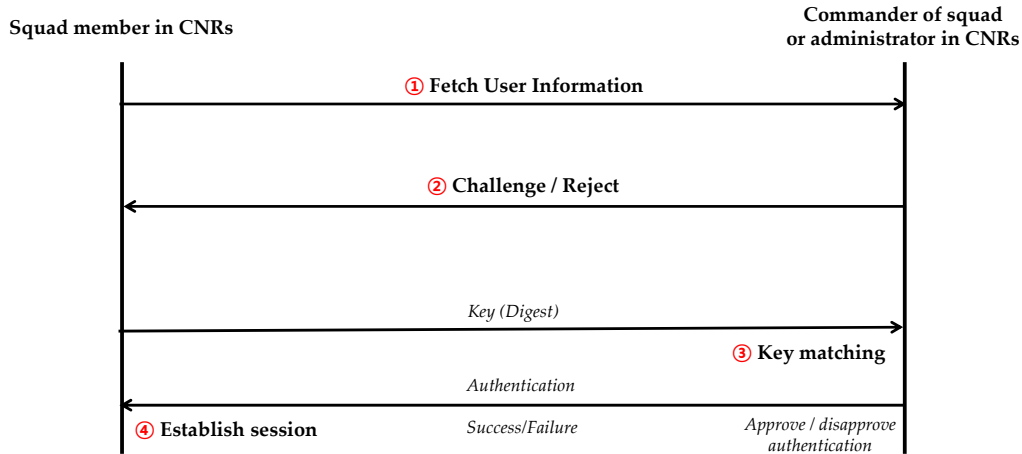 Squad member in CNRs
Commander of squad
or administrator in CNRs
① Fetch User Information
② Challenge / Reject
Key (Digest)
③ Key matching
Authentication
④ Establish session
Success/Failure
Approve / disapprove
authentication